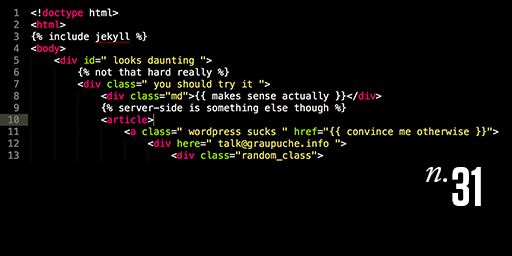 1 <!doctype html>
2 <html>
3 {% include jekyll %}
4 <body>
5 <div id=" looks daunting ">
6 {% not that hard really %}
7 <div class=" you should try it ">
8 <div class="md">{{ makes sense actually }}</div>
9 {% server-side is something else though %}
10 <article>
11 <a class=" wordpress sucks " href="{{ convince me otherwise }}">
12 <div here=" talk@graupuche.info ">
13 <div class="random_class">
n.31